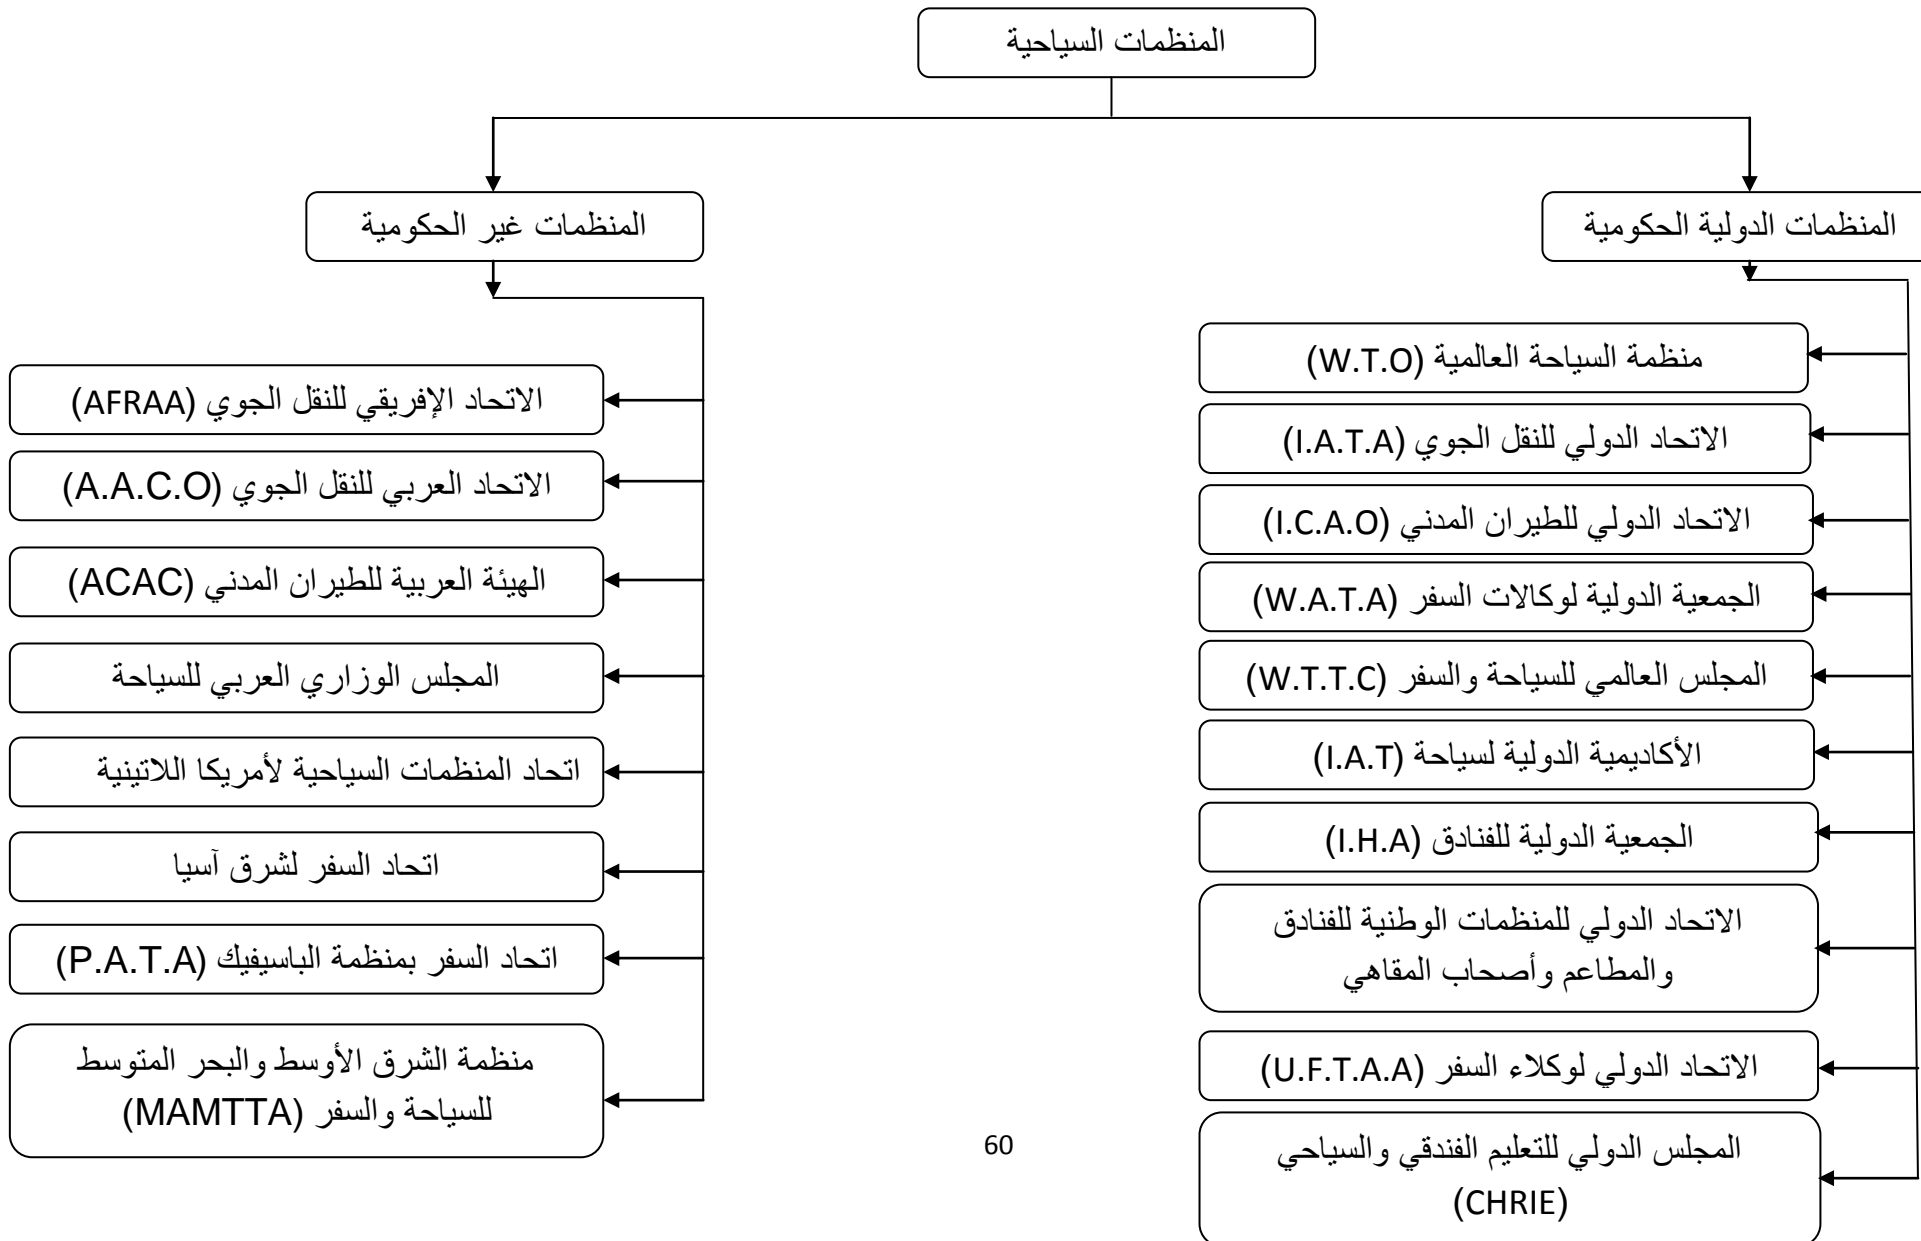 المنظمات السياحية
المنظمات الدولية الحكومية
منظمة السياحة العالمية (W.T.O)
الاتحاد الدولي للنقل الجوي (I.A.T.A)
الاتحاد الدولي للطيران المدني (I.C.A.O)
الجمعية الدولية لوكالات السفر (W.A.T.A)
المجلس العالمي للسياحة والسفر (W.T.T.C)
الأكاديمية الدولية لسياحة (I.A.T)
الجمعية الدولية للفنادق (I.H.A)
الاتحاد الدولي للمنظمات الوطنية للفنادق
والمطاعم وأصحاب المقاهي
الاتحاد الدولي لوكلاء السفر (U.F.T.A.A)
المجلس الدولي للتعليم الفندقي والسياحي
(CHRIE)
المنظمات غير الحكومية
الاتحاد الإفريقي للنقل الجوي (AFRAA)
الاتحاد العربي للنقل الجوي (A.A.C.O)
الهيئة العربية للطيران المدني (ACAC)
المجلس الوزاري العربي للسياحة
اتحاد المنظمات السياحية لأمريكا اللاتينية
اتحاد السفر لشرق آسيا
اتحاد السفر بمنظمة الباسيفيك (P.A.T.A)
منظمة الشرق الأوسط والبحر المتوسط
للسياحة والسفر (MAMTTA)
60